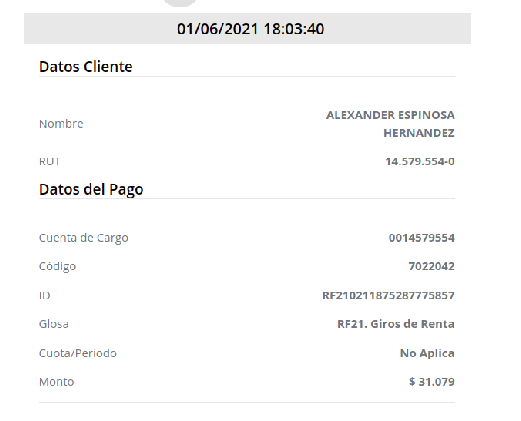 01/06/2021 18:03:40
Datos Cliente
Nombre
ALEXANDER ESPINOSA
HERNANDEZ
RUT 14.579.554-0
Datos del Pago
Cuenta de Cargo 0014579554
Código 7022042
ID RF210211875287775857
Glosa RF21. Giros de Renta
Cuota/Periodo No Aplica
Monto $ 31.079